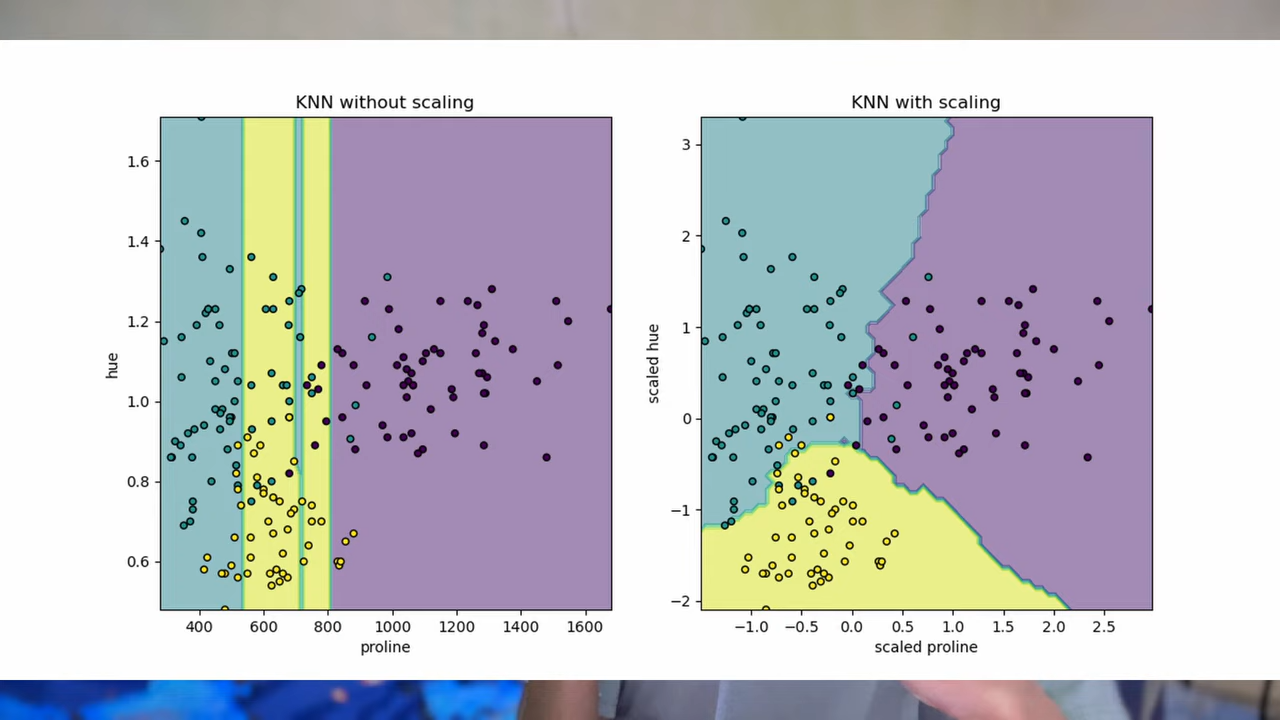 KNN without scaling
1.6
1.4
1.2
1.0
0.8
0.6
hue
400 600 800 1000 1200 1400 1600
proline
KNN with scaling
3
2
1
0
−1
−2
scaled hue
−1.0 −0.5 0.0 0.5 1.0 1.5 2.0 2.5
scaled proline